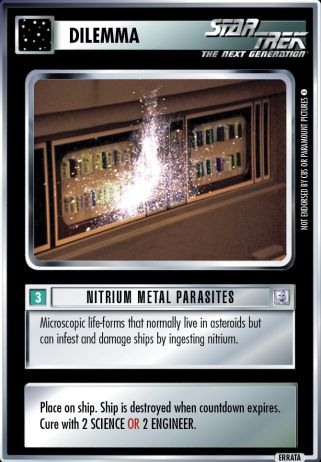 DILEMMA
STAR TREK
THE NEXT GENERATION®
NOT ENDORSED BY CBS OR PARAMOUNT PICTURES
3
NITRIUM METAL PARASITES
Microscopic life-forms that normally live in asteroids but
can infest and damage ships by ingesting nitrium.
Place on ship. Ship is destroyed when countdown expires.
Cure with 2 SCIENCE OR 2 ENGINEER.
ERRATA